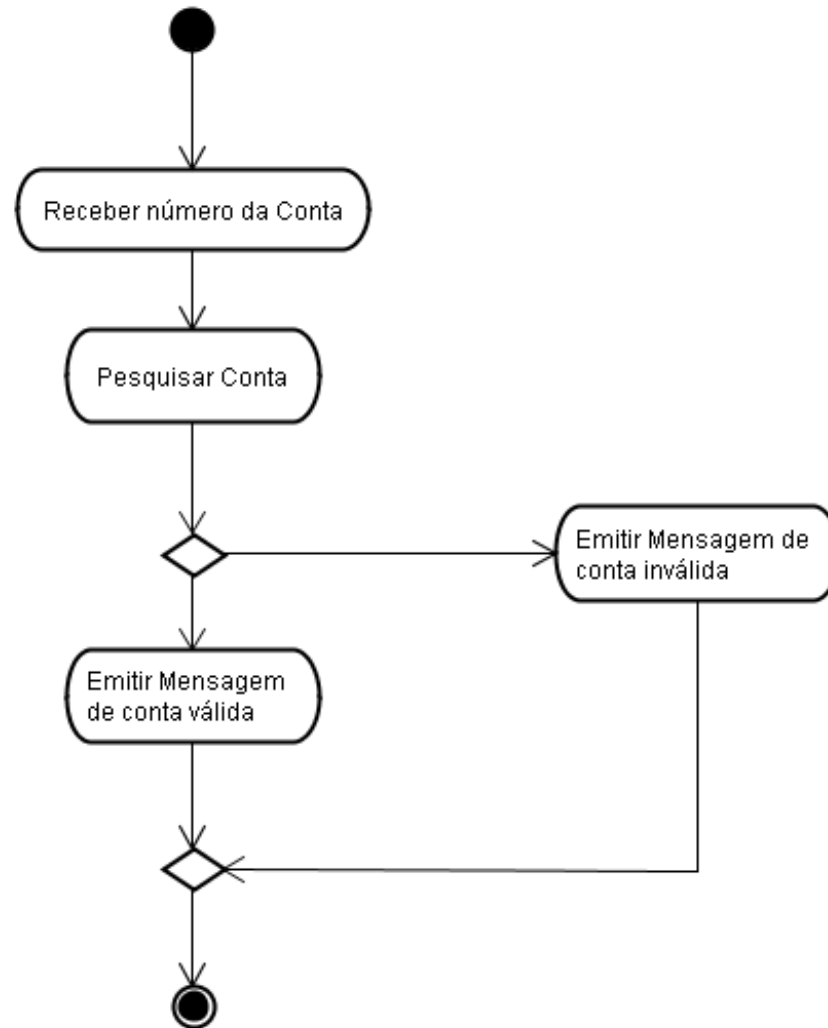 Receber número da Conta
Pesquisar Conta
Emitir Mensagem de
conta inválida
Emitir Mensagem
de conta válida